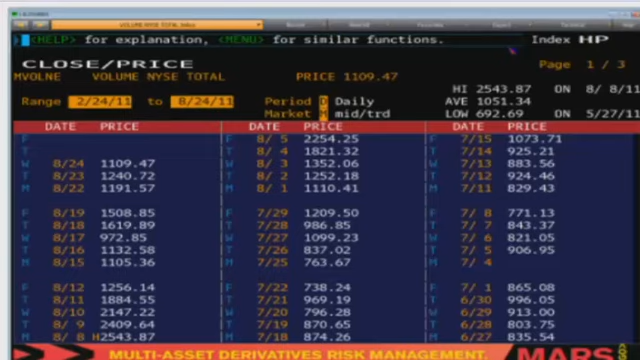 VOLUME NYSE TOTAL Index
<HELP> for explanation, <MENU> for similar functions. Index HP
CLOSE/PRICE Page 1 / 3
MVOLNE VOLUME NYSE TOTAL PRICE 1109.47
HI 2543.87 ON 8/ 8/11
Range 2/24/11 to 8/24/11 Period D Daily AVE 1051.34
Market M mid/trd LOW 692.69 ON 5/27/11
DATE PRICE DATE PRICE DATE PRICE
F F 8/ 5 2254.25 F 7/15 1073.71
T T 8/ 4 1821.32 T 7/14 925.21
W 8/24 1109.47 W 8/ 3 1352.06 W 7/13 883.56
T 8/23 1240.72 T 8/ 2 1252.18 T 7/12 924.46
M 8/22 1191.57 M 8/ 1 1110.41 M 7/11 829.43
F 8/19 1508.85 F 7/29 1209.50 F 7/ 8 771.13
T 8/18 1619.89 T 7/28 986.85 T 7/ 7 843.37
W 8/17 972.85 W 7/27 1099.23 W 7/ 6 821.05
T 8/16 1132.58 T 7/26 837.02 T 7/ 5 906.95
M 8/15 1105.36 M 7/25 763.67 M 7/ 4
F 8/12 1256.14 F 7/22 738.24 F 7/ 1 865.08
T 8/11 1884.55 T 7/21 969.19 T 6/30 996.05
W 8/10 2147.22 W 7/20 796.28 W 6/29 913.00
T 8/ 9 2409.64 T 7/19 870.65 T 6/28 803.75
M 8/ 8 H2543.87 M 7/18 874.26 M 6/27 835.54
MULTI-ASSET DERIVATIVES RISK MANAGEMENT MARS